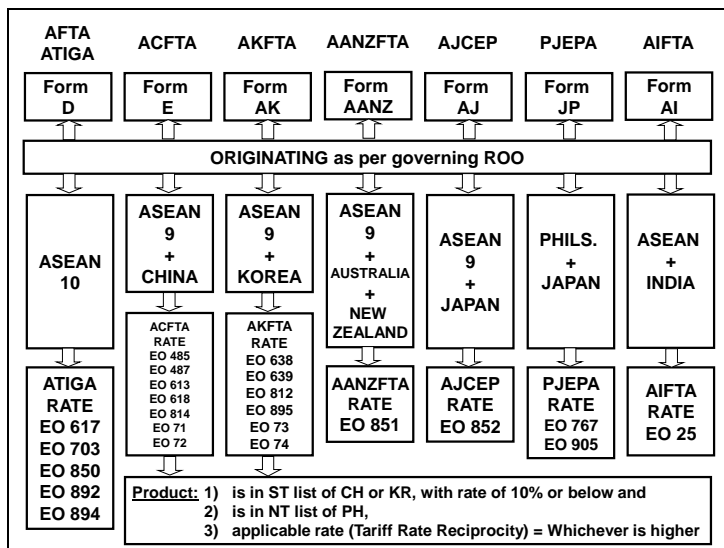 AFTA
ATIGA
ACFTA
AKFTA
AANZFTA
AJCEP
PJEPA
AIFTA
Form
D
Form
E
Form
AK
Form
AANZ
Form
AJ
Form
JP
Form
AI
ORIGINATING as per governing ROO
ASEAN
10
ASEAN
9
+
CHINA
ASEAN
9
+
KOREA
ASEAN
9
+
AUSTRALIA
+
NEW
ZEALAND
ASEAN
9
+
JAPAN
PHILS.
+
JAPAN
ASEAN
+
INDIA
ATIGA
RATE
EO 617
EO 703
EO 850
EO 892
EO 894
ACFTA
RATE
EO 485
EO 487
EO 613
EO 618
EO 814
EO 71
EO 72
AKFTA
RATE
EO 638
EO 639
EO 812
EO 895
EO 73
EO 74
AANZFTA
RATE
EO 851
AJCEP
RATE
EO 852
PJEPA
RATE
EO 767
EO 905
AIFTA
RATE
EO 25
Product: 1) is in ST list of CH or KR, with rate of 10% or below and
2) is in NT list of PH,
3) applicable rate (Tariff Rate Reciprocity) = Whichever is higher